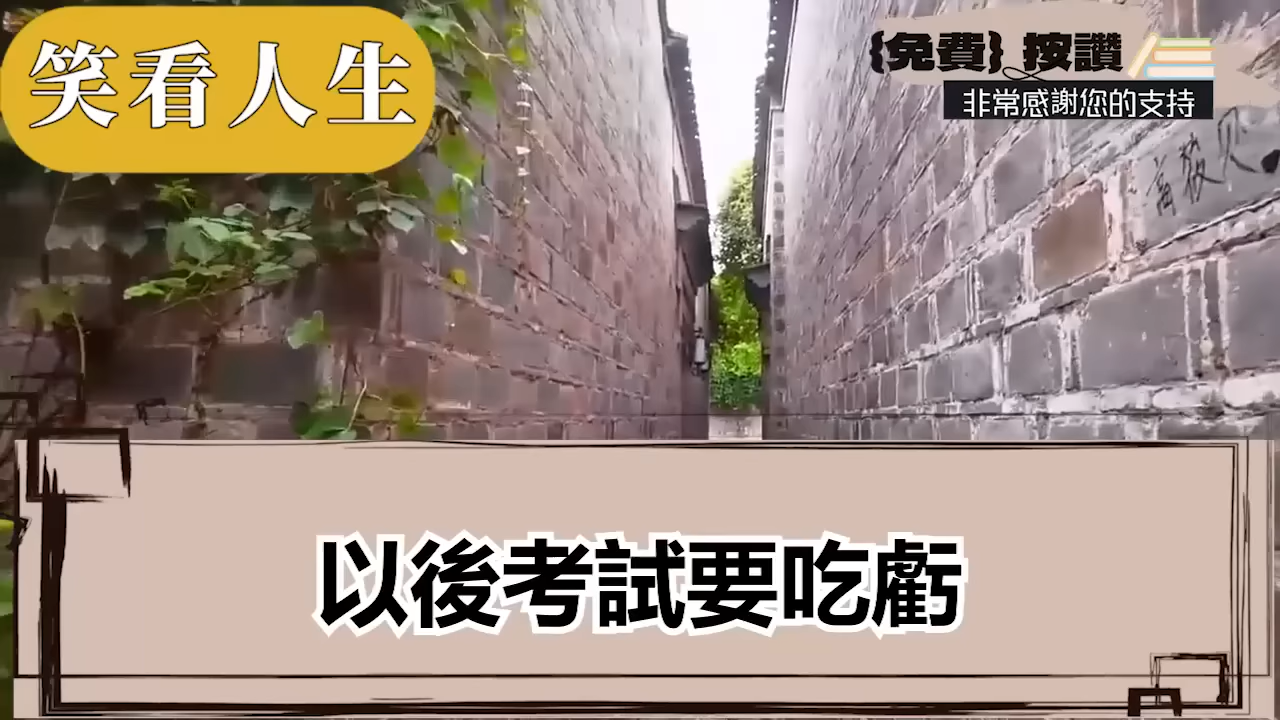 笑看人生
{免費} 按讚
非常感謝您的支持
以後考試要吃虧